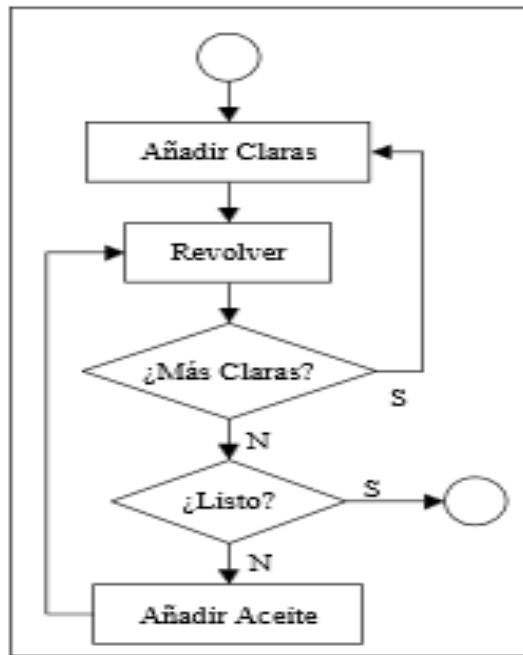 Añadir Claras
Revolver
¿Más Claras?
S
N
¿Listo?
S
N
Añadir Aceite